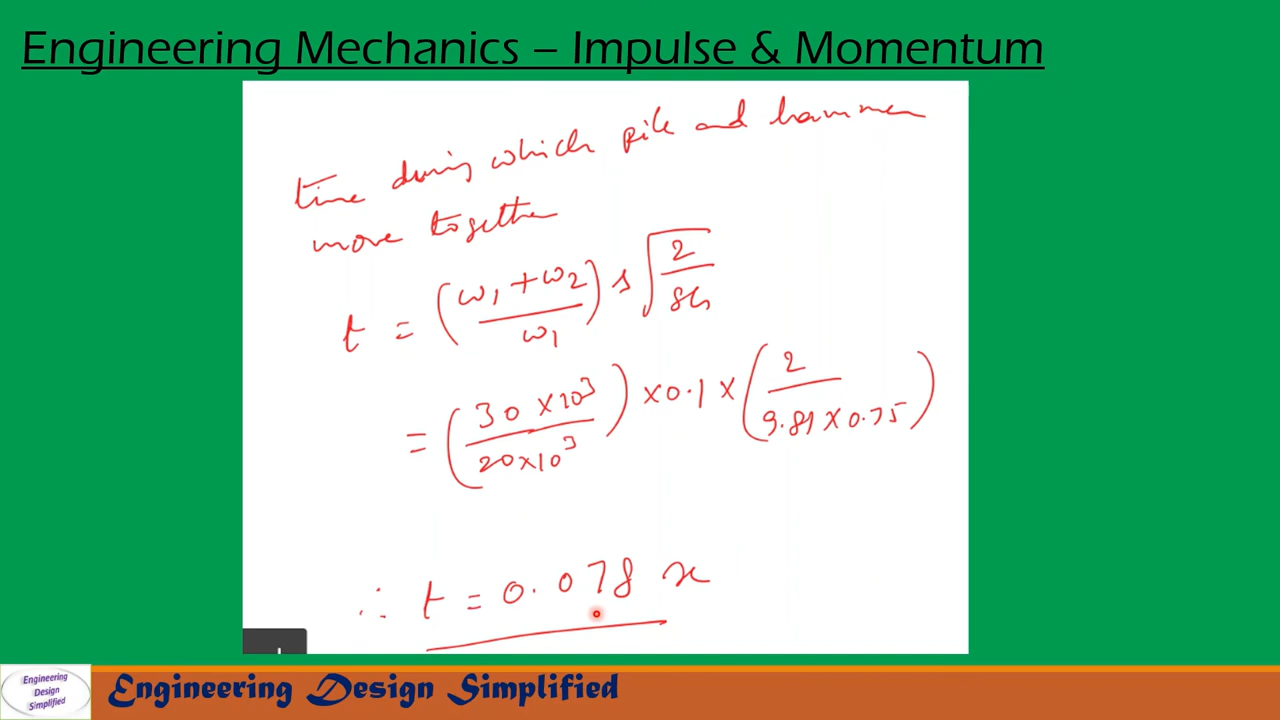 Engineering Mechanics – Impulse & Momentum
time during which pile and hammer
move together
t = (w1 + w2 / w1) s √(2 / gh)
= (30 × 10³ / 20 × 10³) × 0.1 × (2 / 9.81 × 0.75)
∴ t = 0.078 s
Engineering
Design
Simplified
Engineering Design Simplified